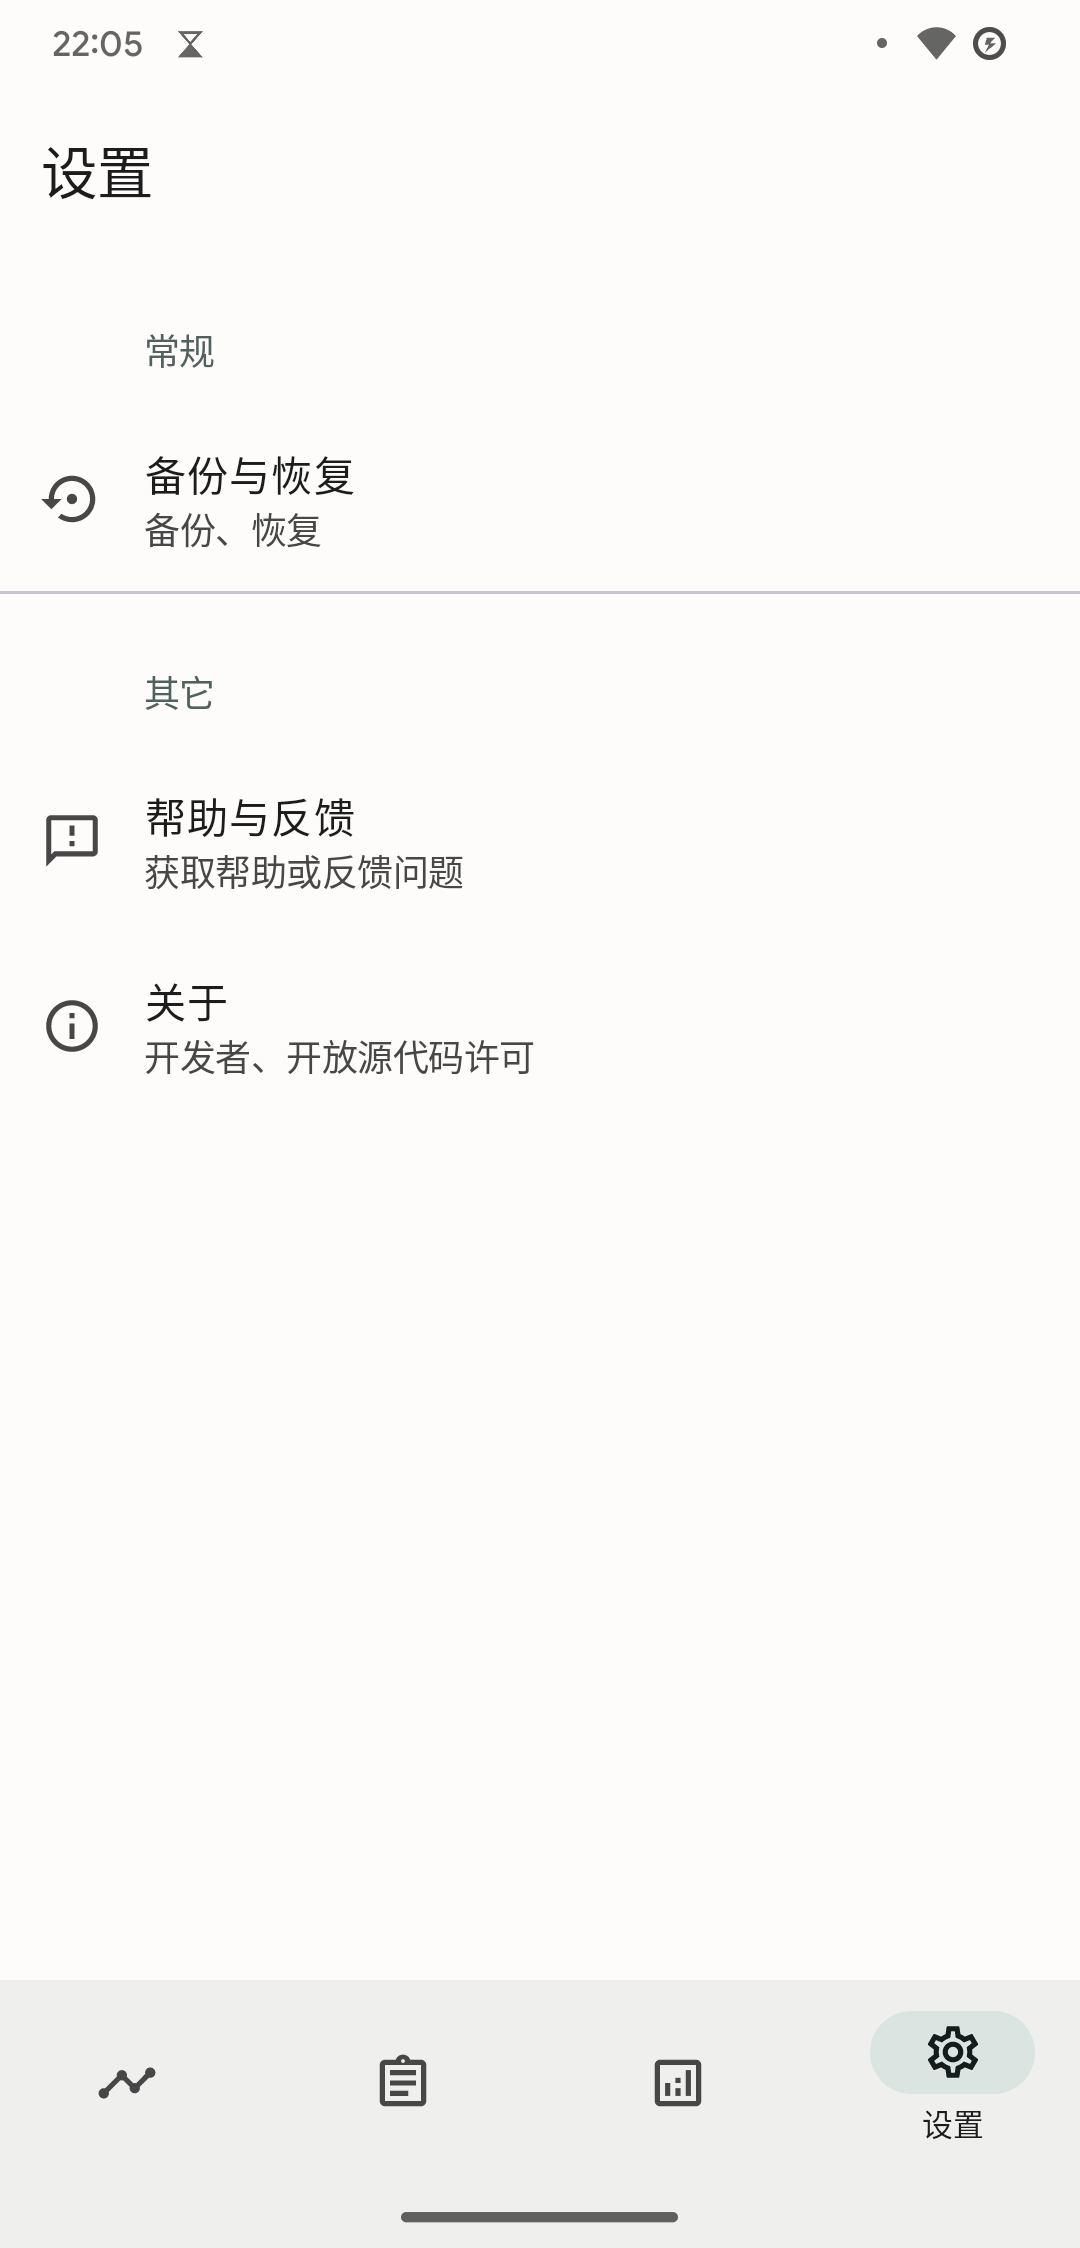 22:05
设置
常规
备份与恢复
备份、恢复
其它
帮助与反馈
获取帮助或反馈问题
关于
开发者、开放源代码许可
设置